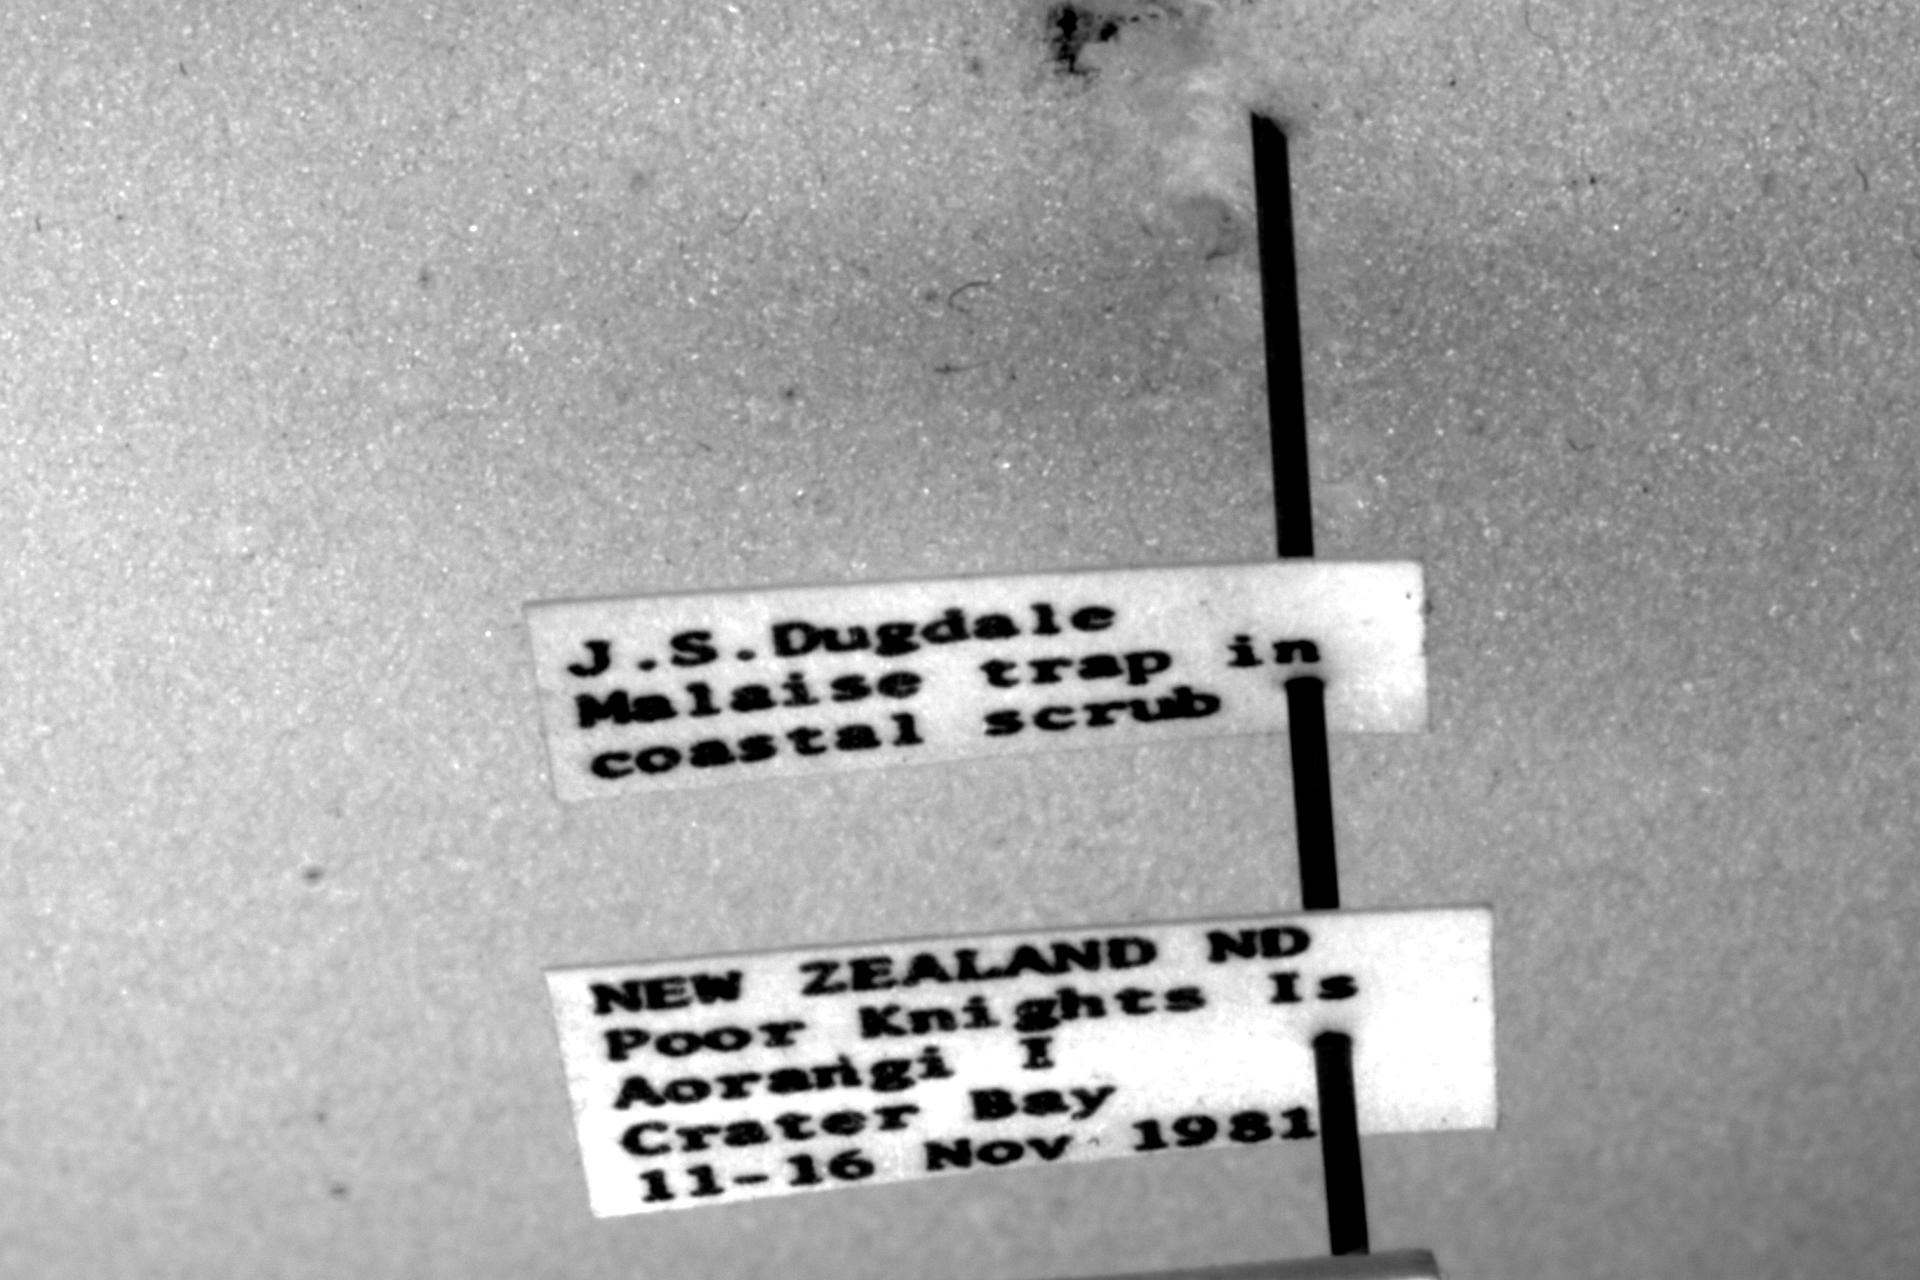 J.S.Dugdale
Malaise trap in
coastal scrub
NEW ZEALAND ND
Poor Knights Is
Aorangi I
Crater Bay
11-16 Nov 1981